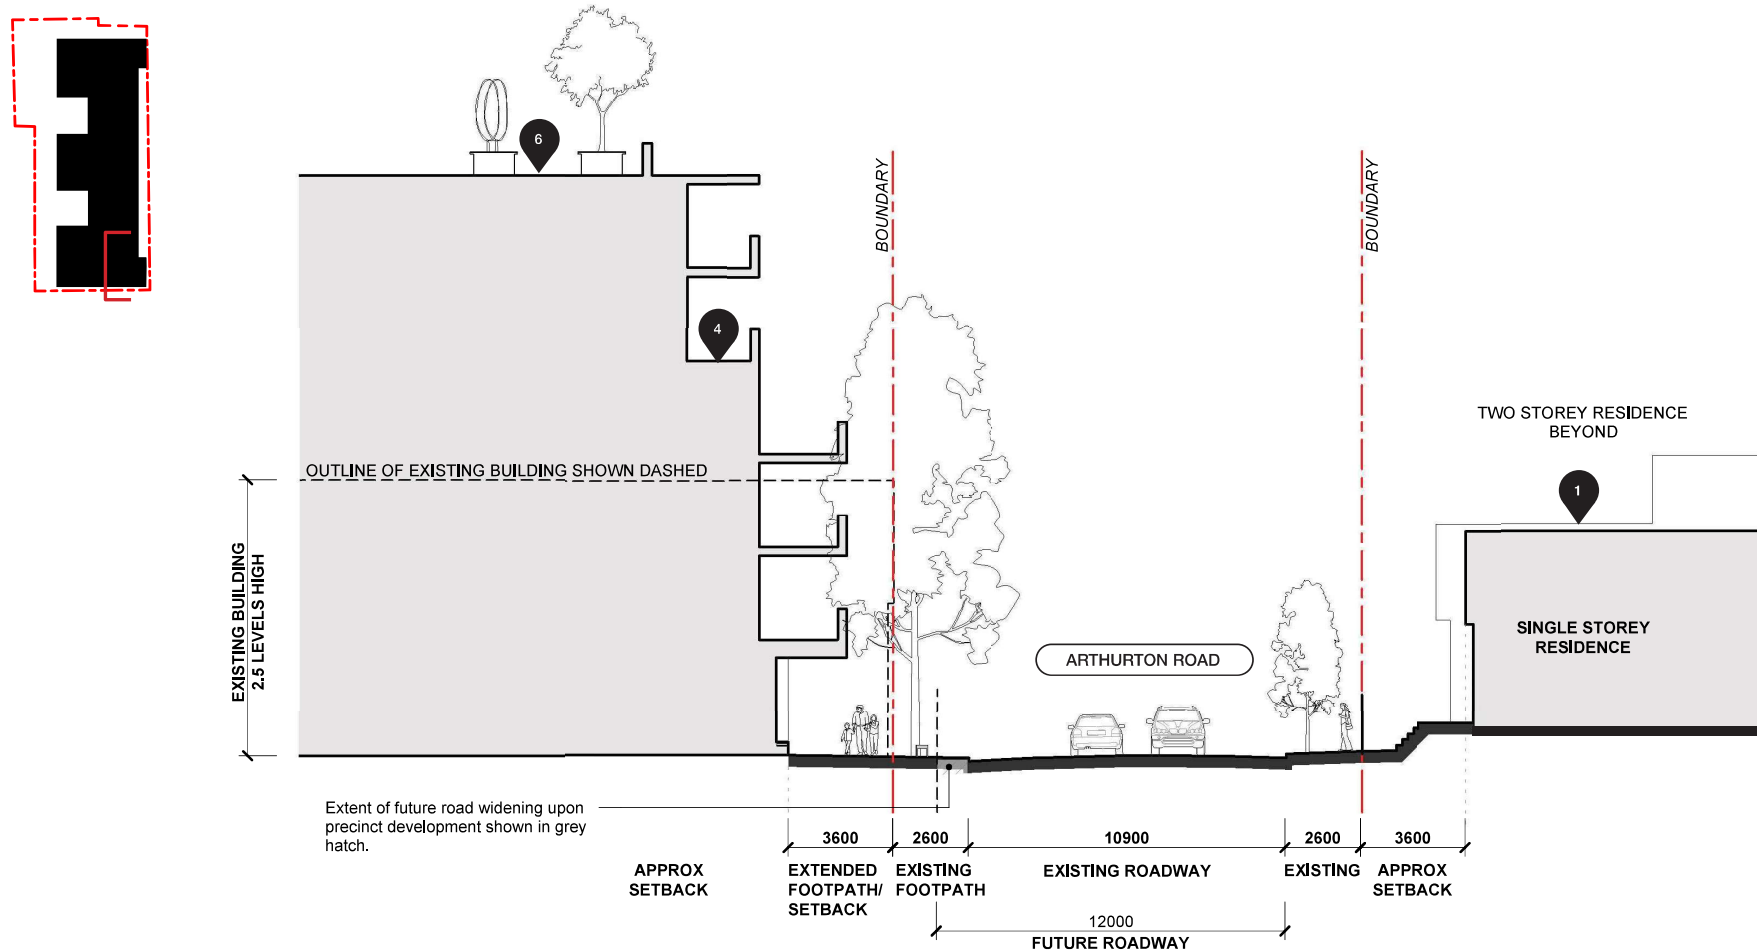 6
BOUNDARY
BOUNDARY
4
TWO STOREY RESIDENCE
BEYOND
OUTLINE OF EXISTING BUILDING SHOWN DASHED
1
EXISTING BUILDING
2.5 LEVELS HIGH
SINGLE STOREY
RESIDENCE
ARTHURTON ROAD
Extent of future road widening upon
precinct development shown in grey
hatch.
3600
2600
10900
2600
3600
APPROX
SETBACK
EXTENDED
FOOTPATH/
SETBACK
EXISTING
FOOTPATH
EXISTING ROADWAY
EXISTING
APPROX
SETBACK
12000
FUTURE ROADWAY